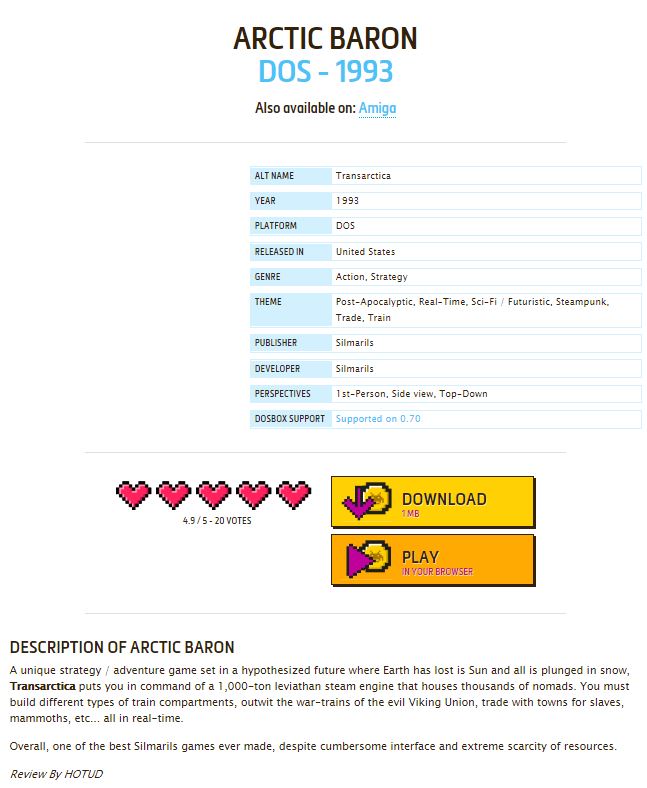 ARCTIC BARON
DOS - 1993
Also available on: Amiga
ALT NAME Transarctica
YEAR 1993
PLATFORM DOS
RELEASED IN United States
GENRE Action, Strategy
THEME Post-Apocalyptic, Real-Time, Sci-Fi / Futuristic, Steampunk,
Trade, Train
PUBLISHER Silmarils
DEVELOPER Silmarils
PERSPECTIVES 1st-Person, Side view, Top-Down
DOSBOX SUPPORT Supported on 0.70
4.9 / 5 - 20 VOTES
DOWNLOAD
1 MB
PLAY
IN YOUR BROWSER
DESCRIPTION OF ARCTIC BARON
A unique strategy / adventure game set in a hypothesized future where Earth has lost is Sun and all is plunged in snow,
Transarctica puts you in command of a 1,000-ton leviathan steam engine that houses thousands of nomads. You must
build different types of train compartments, outwit the war-trains of the evil Viking Union, trade with towns for slaves,
mammoths, etc... all in real-time.
Overall, one of the best Silmarils games ever made, despite cumbersome interface and extreme scarcity of resources.
Review By HOTUD